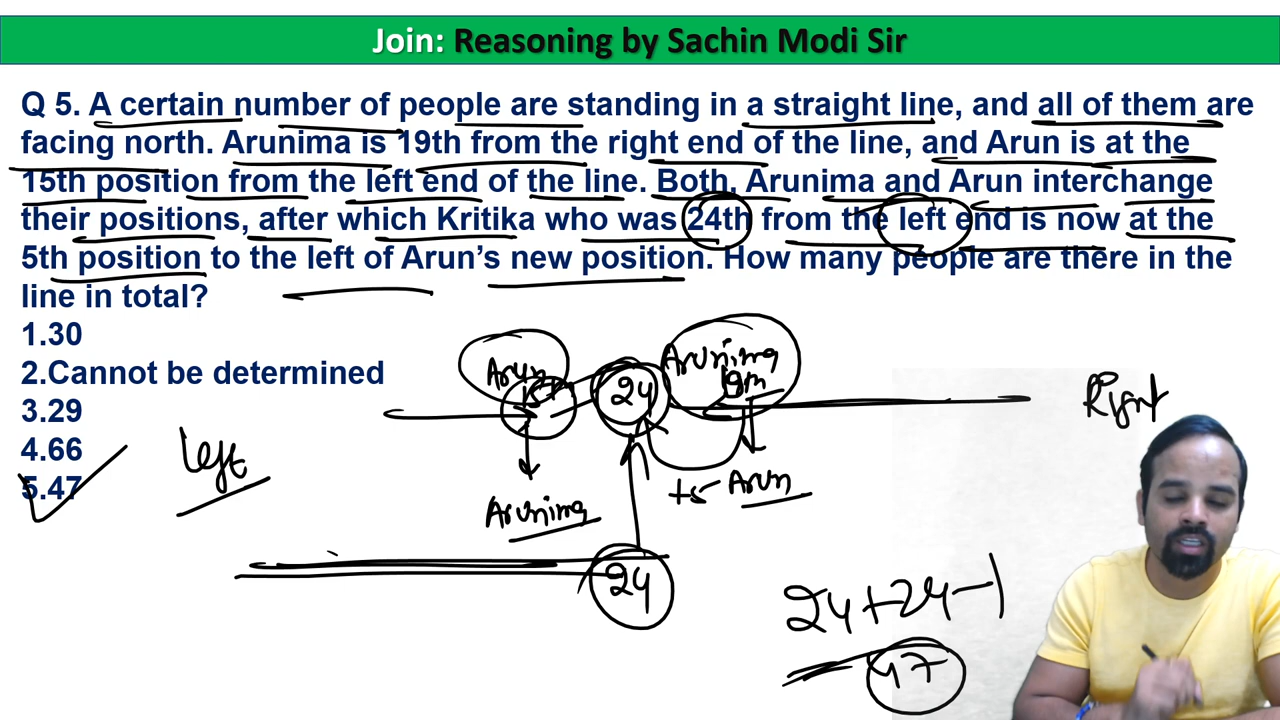 Join: Reasoning by Sachin Modi Sir
Q 5. A certain number of people are standing in a straight line, and all of them are
facing north. Arunima is 19th from the right end of the line, and Arun is at the
15th position from the left end of the line. Both, Arunima and Arun interchange
their positions, after which Kritika who was 24th from the left end is now at the
5th position to the left of Arun's new position. How many people are there in the
line in total?
1.30
2.Cannot be determined
3.29
4.66
5.47
Arun
15th
24
Arunima
19th
Right
Left
Arunima
+5
Arun
24
24+24-1
47